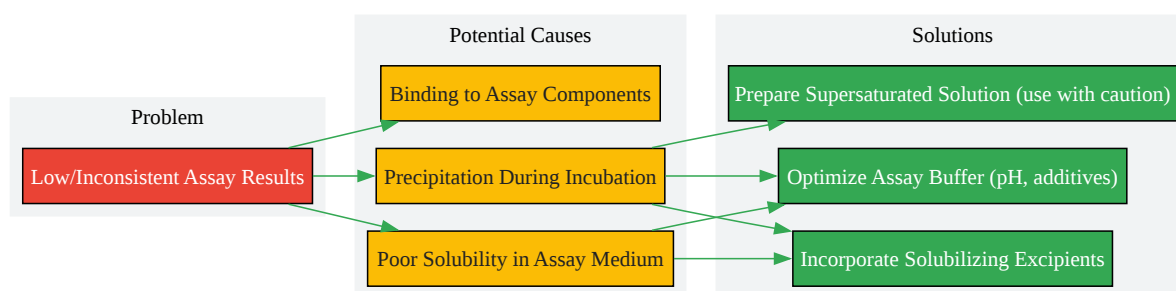 Problem
Low/Inconsistent Assay Results
Potential Causes
Binding to Assay Components
Precipitation During Incubation
Poor Solubility in Assay Medium
Solutions
Prepare Supersaturated Solution (use with caution)
Optimize Assay Buffer (pH, additives)
Incorporate Solubilizing Excipients